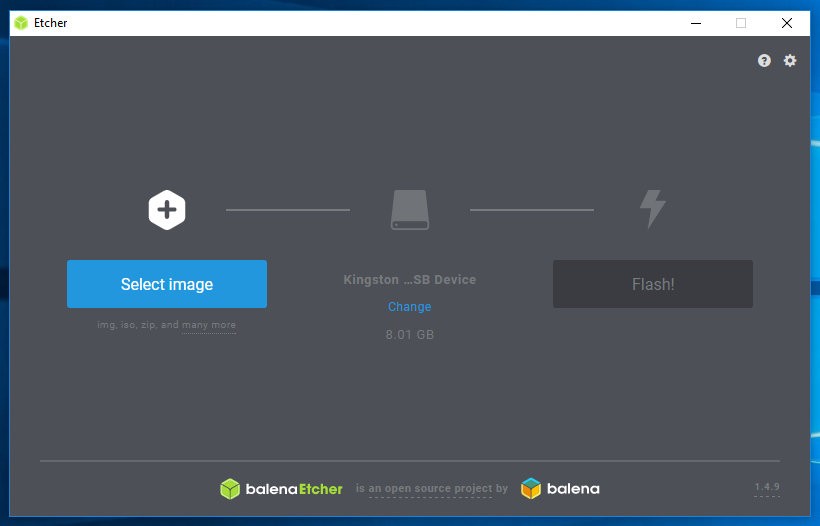 Etcher
Select image
Flash!
Kingston ...SB Device
Change
img, iso, zip, and many more
8.01 GB
balenaEtcher is an open source project by balena
1.4.9